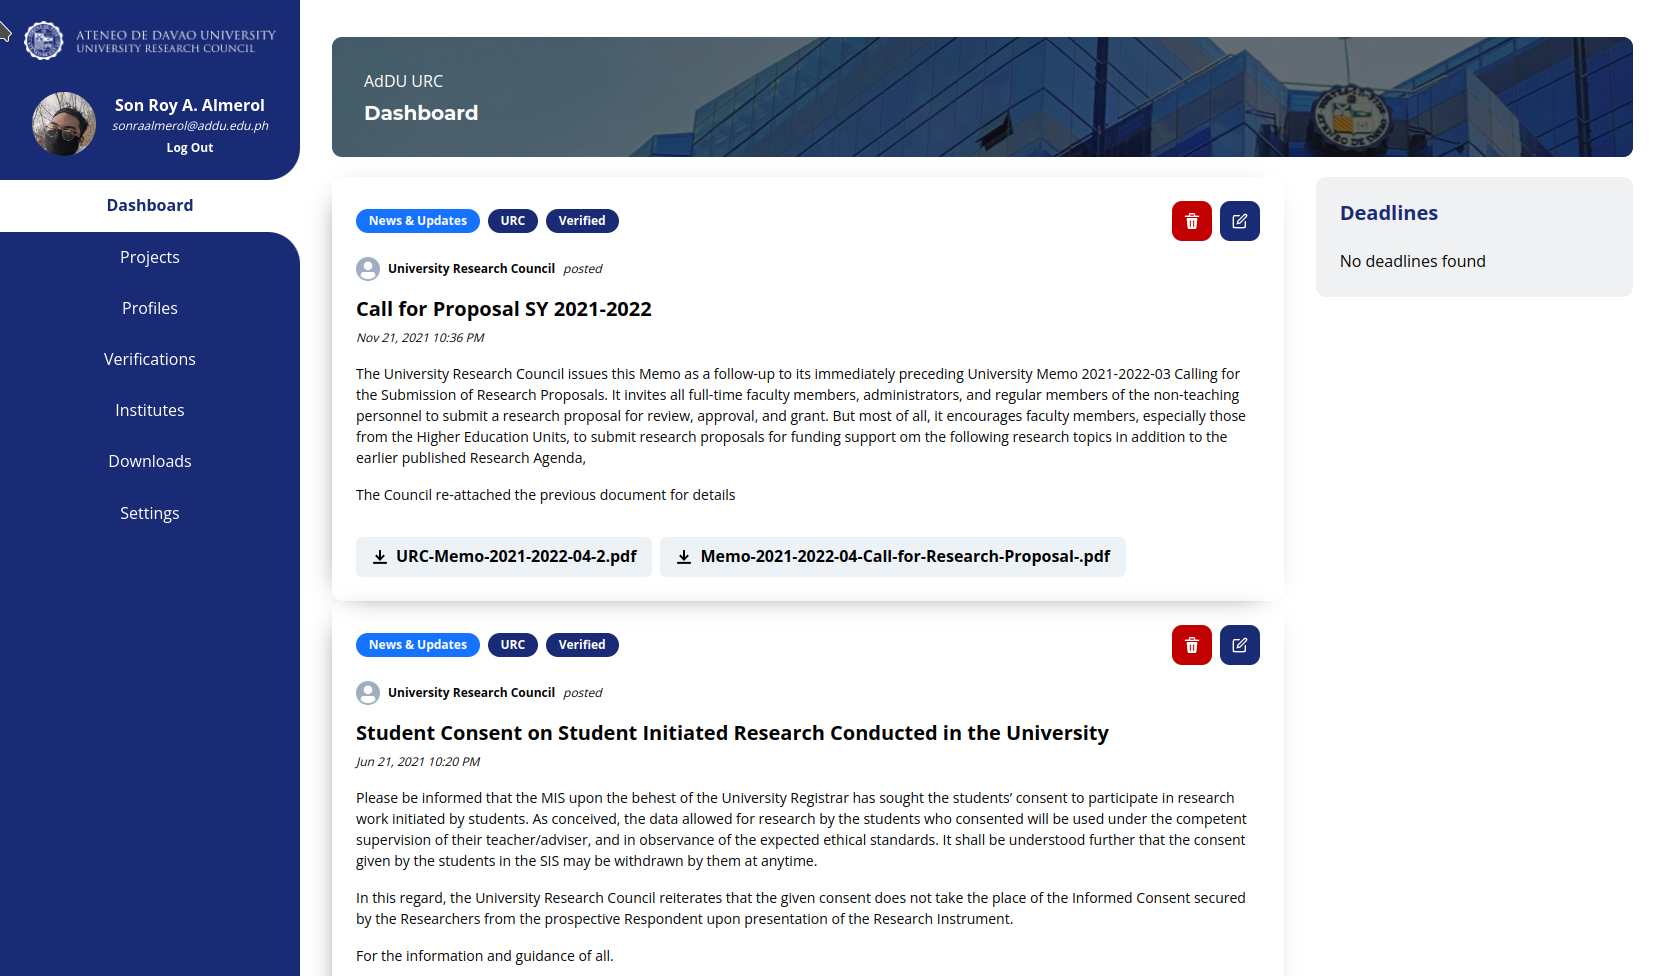 ATENEO DE DAVAO UNIVERSITY
UNIVERSITY RESEARCH COUNCIL
Son Roy A. Almerol
sonraalmerol@addu.edu.ph
Log Out
Dashboard
Projects
Profiles
Verifications
Institutes
Downloads
Settings
AdDU URC
Dashboard
News & Updates URC Verified
University Research Council posted
Call for Proposal SY 2021-2022
Nov 21, 2021 10:36 PM
The University Research Council issues this Memo as a follow-up to its immediately preceding University Memo 2021-2022-03 Calling for
the Submission of Research Proposals. It invites all full-time faculty members, administrators, and regular members of the non-teaching
personnel to submit a research proposal for review, approval, and grant. But most of all, it encourages faculty members, especially those
from the Higher Education Units, to submit research proposals for funding support om the following research topics in addition to the
earlier published Research Agenda,
The Council re-attached the previous document for details
URC-Memo-2021-2022-04-2.pdf Memo-2021-2022-04-Call-for-Research-Proposal-.pdf
News & Updates URC Verified
University Research Council posted
Student Consent on Student Initiated Research Conducted in the University
Jun 21, 2021 10:20 PM
Please be informed that the MIS upon the behest of the University Registrar has sought the students’ consent to participate in research
work initiated by students. As conceived, the data allowed for research by the students who consented will be used under the competent
supervision of their teacher/adviser, and in observance of the expected ethical standards. It shall be understood further that the consent
given by the students in the SIS may be withdrawn by them at anytime.
In this regard, the University Research Council reiterates that the given consent does not take the place of the Informed Consent secured
by the Researchers from the prospective Respondent upon presentation of the Research Instrument.
For the information and guidance of all.
Deadlines
No deadlines found